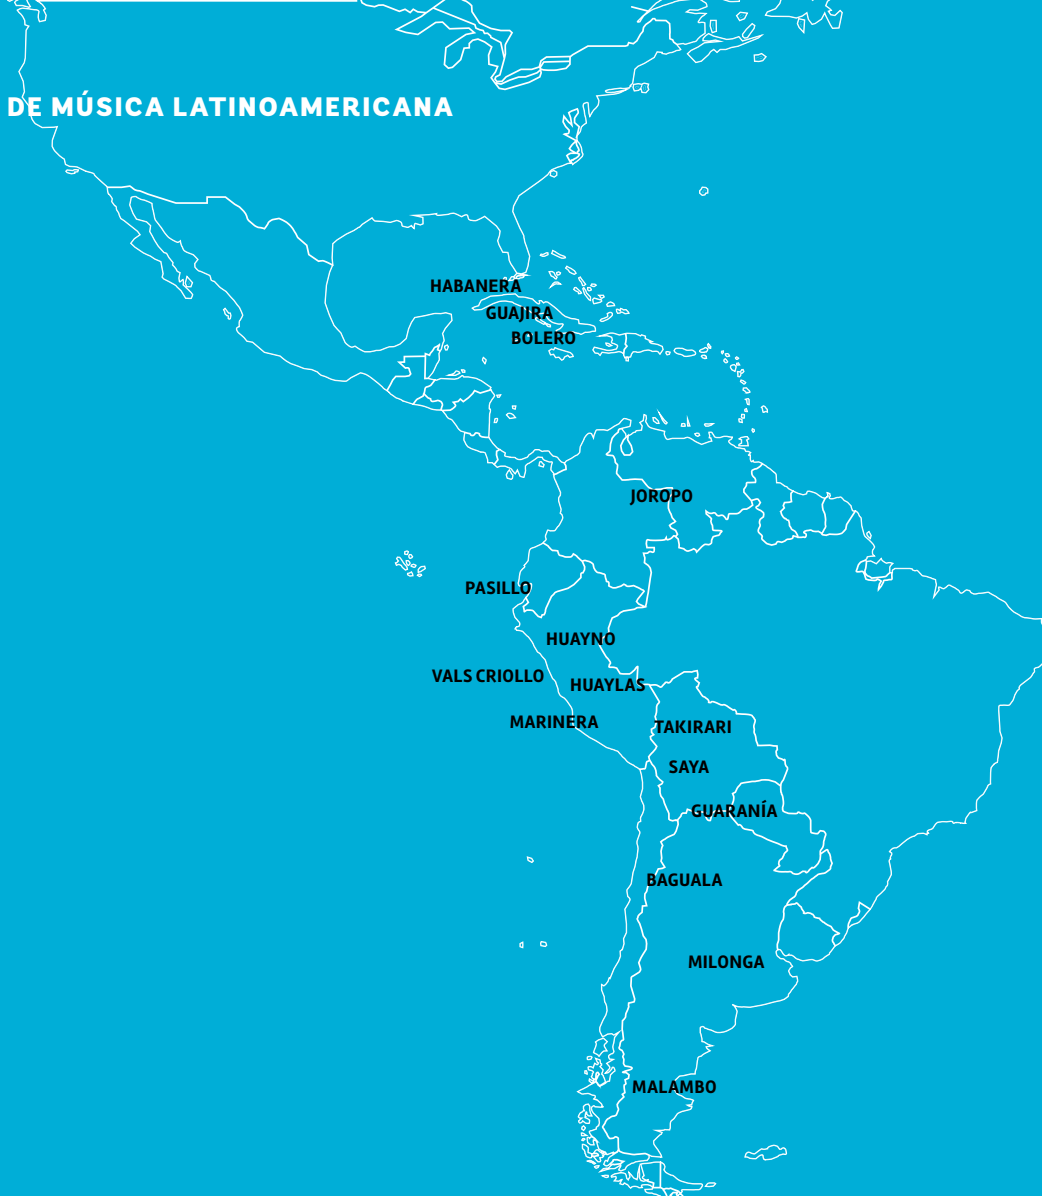 DE MÚSICA LATINOAMERICANA
HABANERA
GUAJIRA
BOLERO
JOROPO
PASILLO
HUAYNO
VALS CRIOLLO
HUAYLAS
MARINERA
TAKIRARI
SAYA
GUARANÍA
BAGUALA
MILONGA
MALAMBO